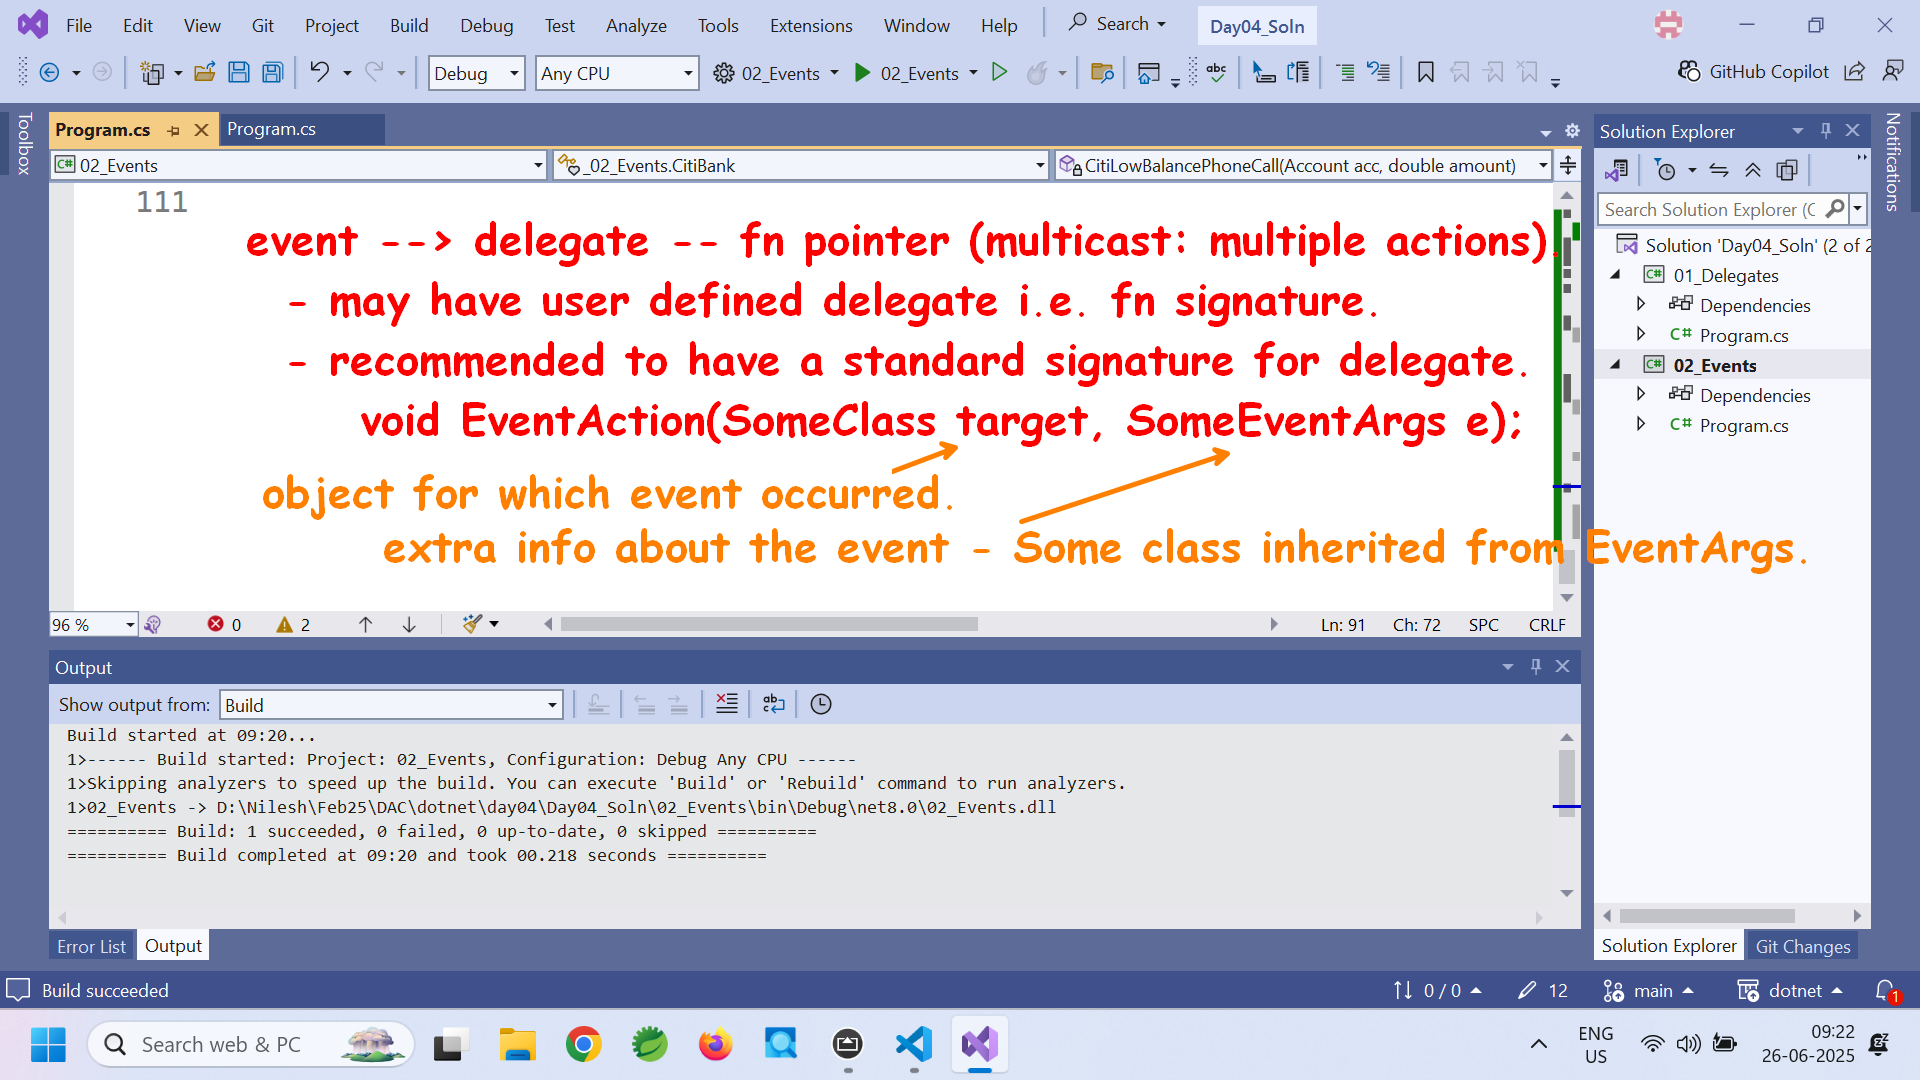 File Edit View Git Project Build Debug Test Analyze Tools Extensions Window Help Search Day04_Soln
Debug Any CPU 02_Events 02_Events GitHub Copilot
Toolbox
Program.cs
Program.cs
02_Events
_02_Events.CitiBank
CitiLowBalancePhoneCall(Account acc, double amount)
111
event --> delegate -- fn pointer (multicast: multiple actions).
- may have user defined delegate i.e. fn signature.
- recommended to have a standard signature for delegate.
void EventAction(SomeClass target, SomeEventArgs e);
object for which event occurred.
extra info about the event - Some class inherited from EventArgs.
96 % 0 2 Ln: 91 Ch: 72 SPC CRLF
Output
Show output from: Build
Build started at 09:20...
1>------ Build started: Project: 02_Events, Configuration: Debug Any CPU ------
1>Skipping analyzers to speed up the build. You can execute 'Build' or 'Rebuild' command to run analyzers.
1>02_Events -> D:\Nilesh\Feb25\DAC\dotnet\day04\Day04_Soln\02_Events\bin\Debug\net8.0\02_Events.dll
========== Build: 1 succeeded, 0 failed, 0 up-to-date, 0 skipped ==========
========== Build completed at 09:20 and took 00.218 seconds ==========
Error List Output
Solution Explorer
Search Solution Explorer (C
Solution 'Day04_Soln' (2 of 2
C# 01_Delegates
Dependencies
C# Program.cs
C# 02_Events
Dependencies
C# Program.cs
Solution Explorer Git Changes
Notifications
Build succeeded 0 / 0 12 main dotnet 1
Search web & PC
ENG
US
09:22
26-06-2025